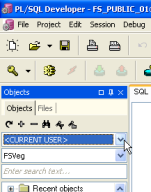 PL/SQL Developer - FS_PUBLIC_01
File Project Edit Session Debug
Objects
SQL
Objects Files
<CURRENT USER>
FSVeg
Enter search text...
Recent objects